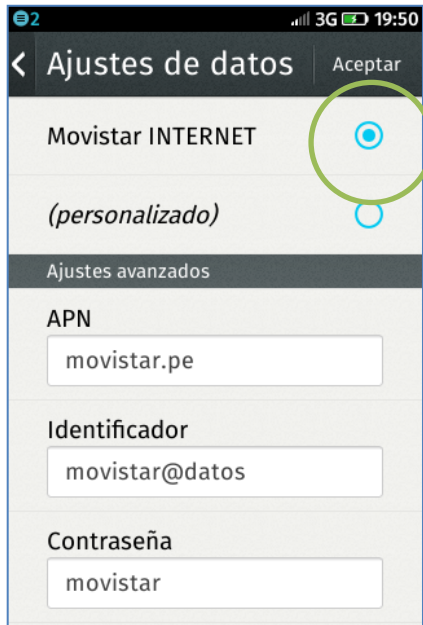 2 3G 19:50
Ajustes de datos Aceptar
Movistar INTERNET
(personalizado)
Ajustes avanzados
APN
movistar.pe
Identificador
movistar@datos
Contraseña
movistar